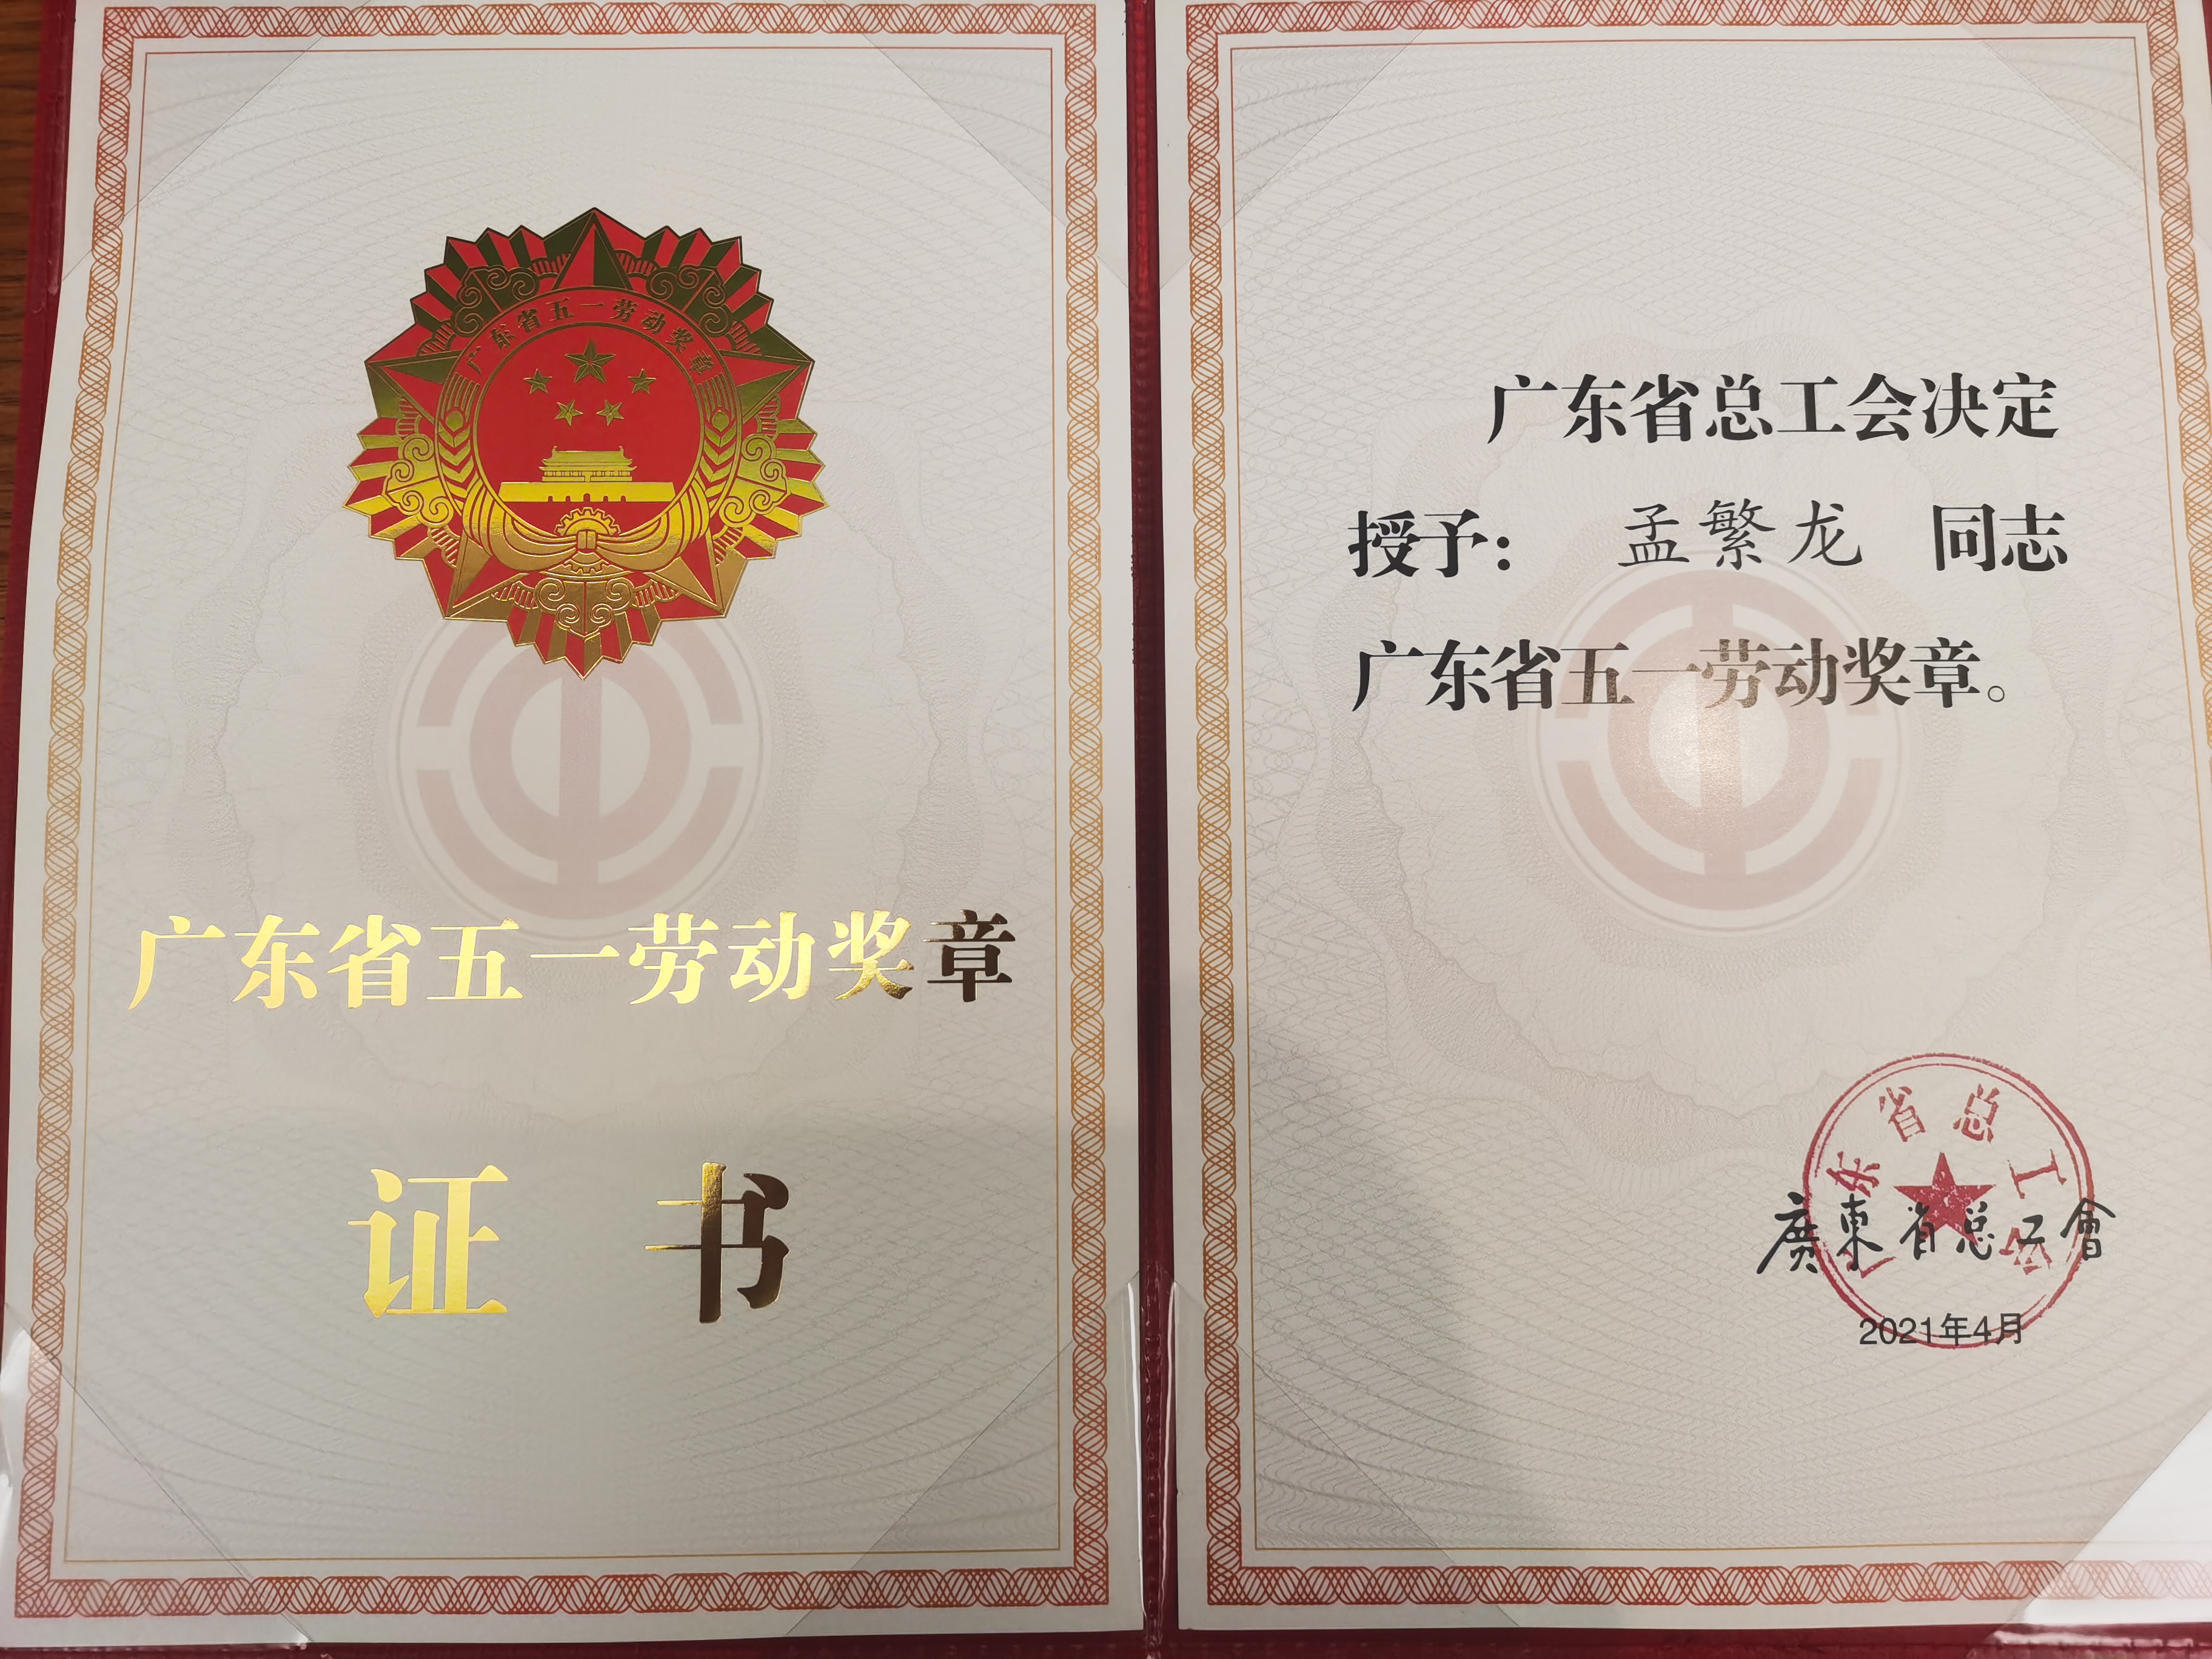 广东省五一劳动奖章
广东省五一劳动奖章
证 书
广东省总工会决定
授予： 孟繁龙 同志
广东省五一劳动奖章。
广东省总工会
廣東省总工會
2021年4月